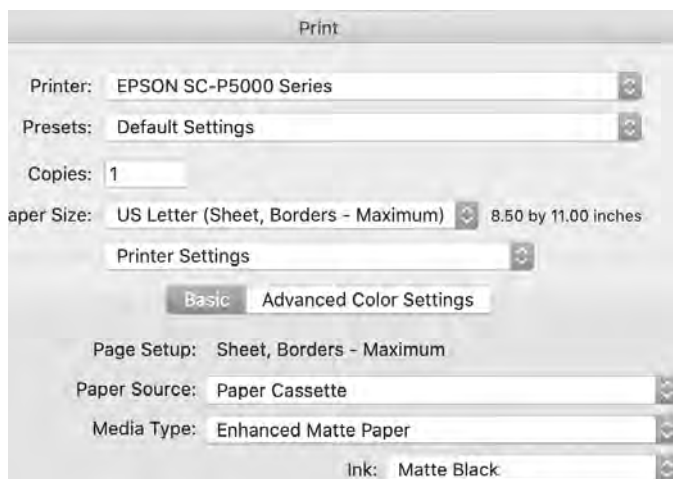 Print
Printer: EPSON SC-P5000 Series
Presets: Default Settings
Copies: 1
aper Size: US Letter (Sheet, Borders - Maximum) 8.50 by 11.00 inches
Printer Settings
Basic Advanced Color Settings
Page Setup: Sheet, Borders - Maximum
Paper Source: Paper Cassette
Media Type: Enhanced Matte Paper
Ink: Matte Black